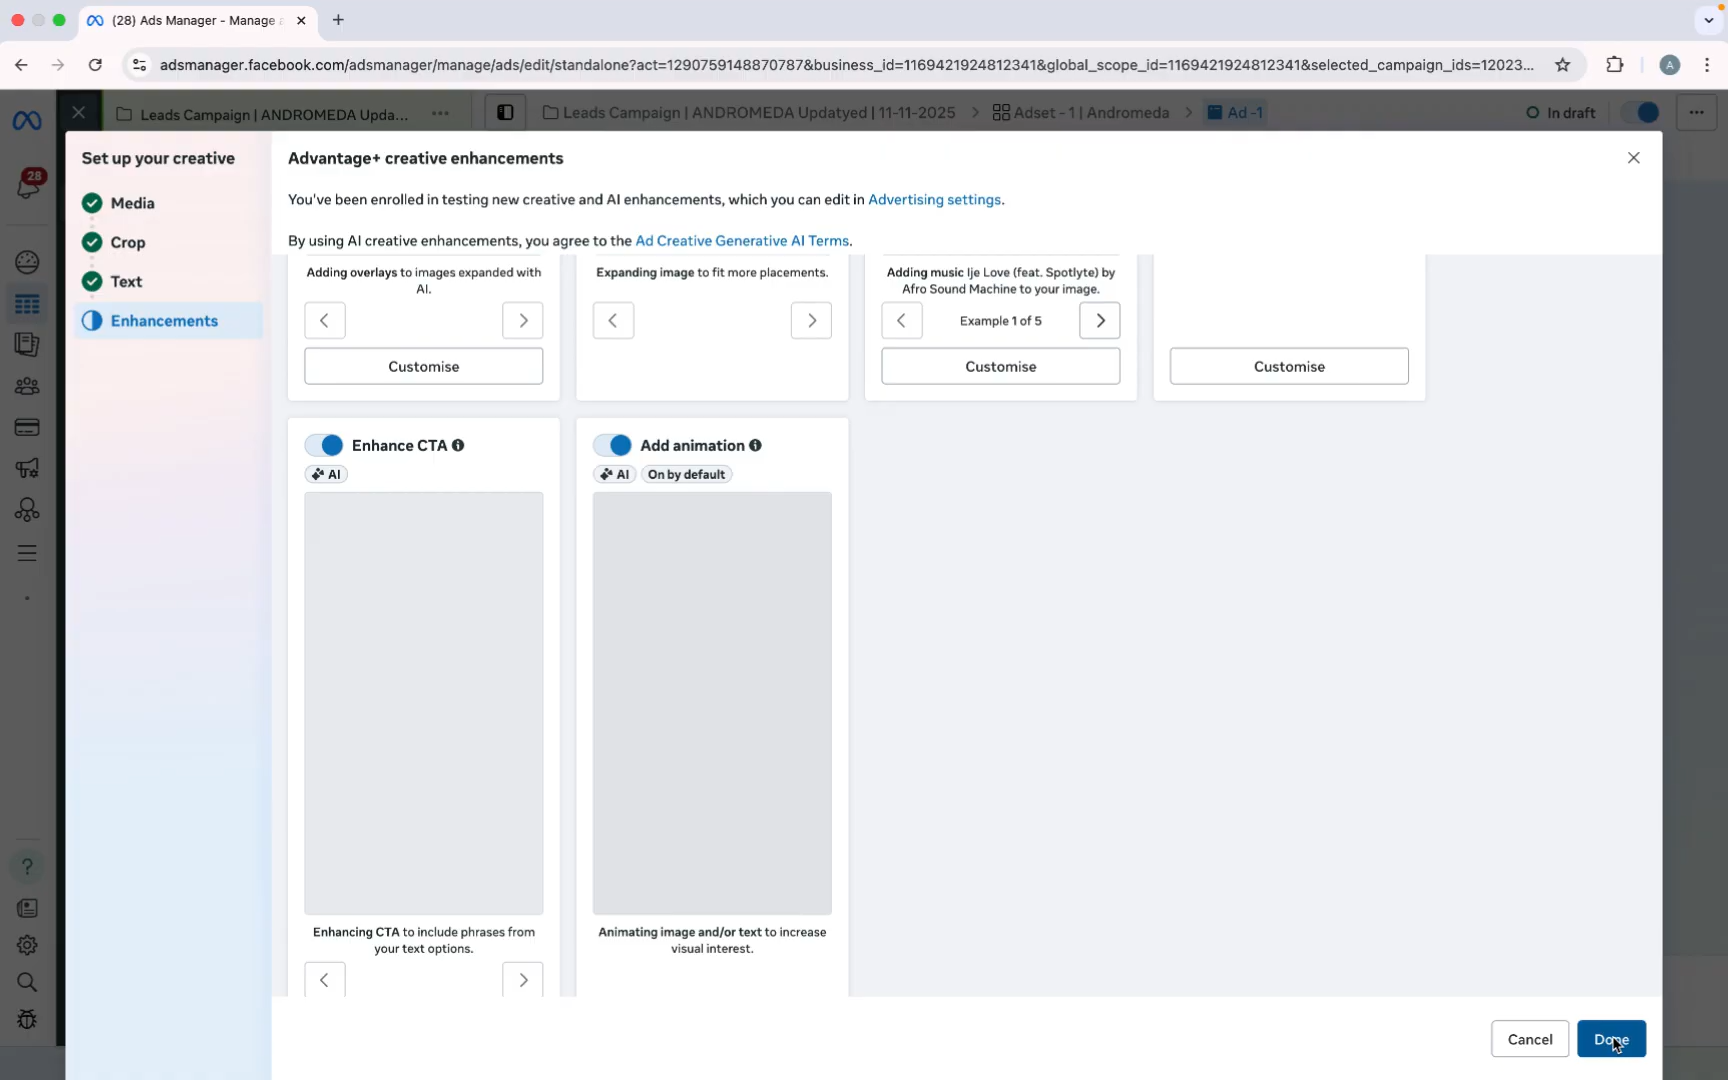 (28) Ads Manager - Manage a
adsmanager.facebook.com/adsmanager/manage/ads/edit/standalone?act=1290759148870787&business_id=1169421924812341&global_scope_id=1169421924812341&selected_campaign_ids=12023...
A
Leads Campaign | ANDROMEDA Upda...
Leads Campaign | ANDROMEDA Updatyed | 11-11-2025
Adset - 1 | Andromeda
Ad -1
In draft
28
Set up your creative
Media
Crop
Text
Enhancements
Advantage+ creative enhancements
You've been enrolled in testing new creative and AI enhancements, which you can edit in Advertising settings.
By using AI creative enhancements, you agree to the Ad Creative Generative AI Terms.
Adding overlays to images expanded with
AI.
Customise
Expanding image to fit more placements.
Adding music Ije Love (feat. Spotlyte) by
Afro Sound Machine to your image.
Example 1 of 5
Customise
Customise
Enhance CTA
AI
Enhancing CTA to include phrases from
your text options.
Add animation
AI
On by default
Animating image and/or text to increase
visual interest.
Cancel
Done